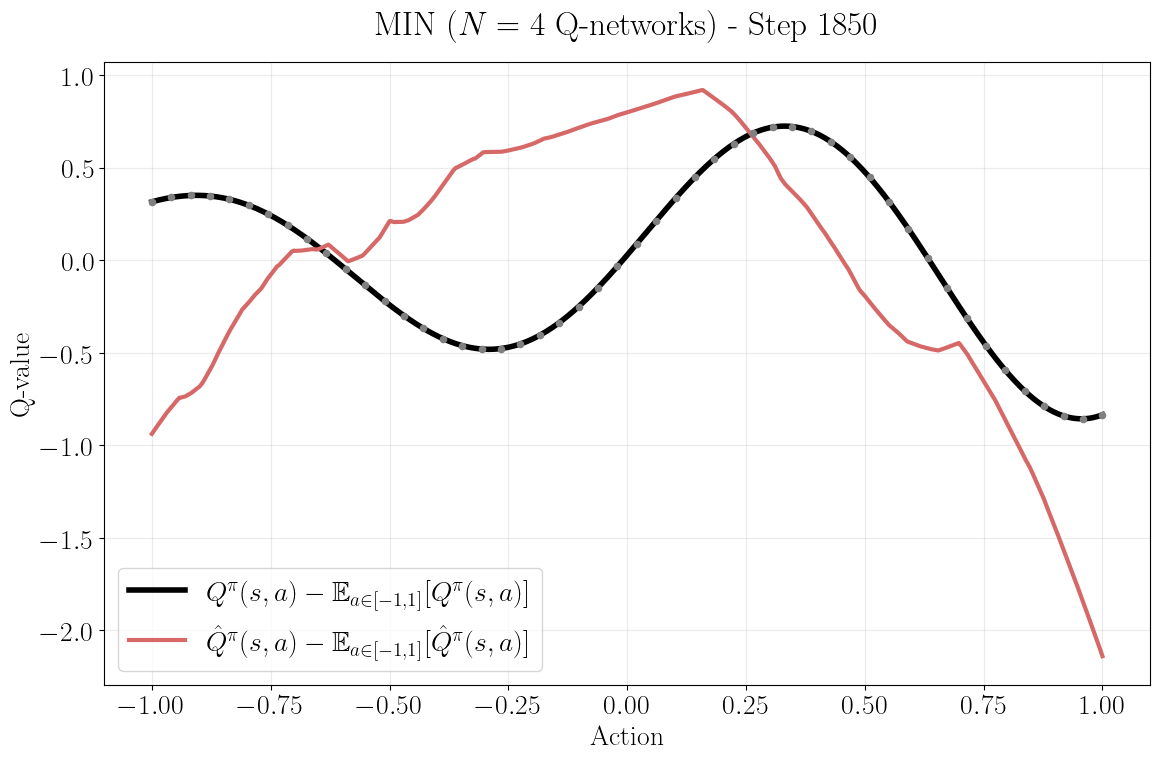 MIN (N = 4 Q-networks) - Step 1850
Q-value
1.0
0.5
0.0
−0.5
−1.0
−1.5
−2.0
Q^π(s, a) − 𝔼_{a∈[−1,1]}[Q^π(s, a)]
Q̂^π(s, a) − 𝔼_{a∈[−1,1]}[Q̂^π(s, a)]
−1.00 −0.75 −0.50 −0.25 0.00 0.25 0.50 0.75 1.00
Action